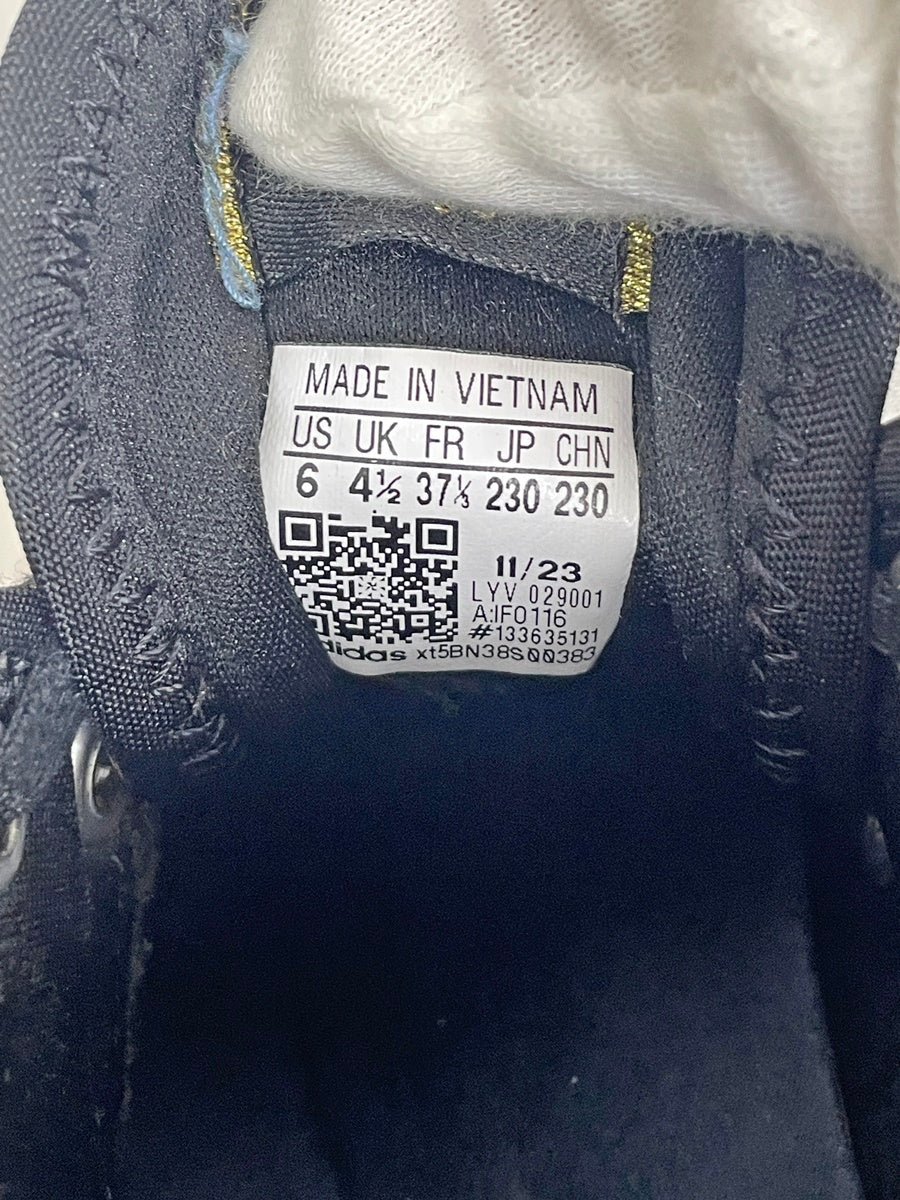 MADE IN VIETNAM
US UK FR JP CHN
6 4½ 37⅓ 230 230
11/23
LYV 029001
A:IF0116
#133635131
adidas xt5BN38S00383